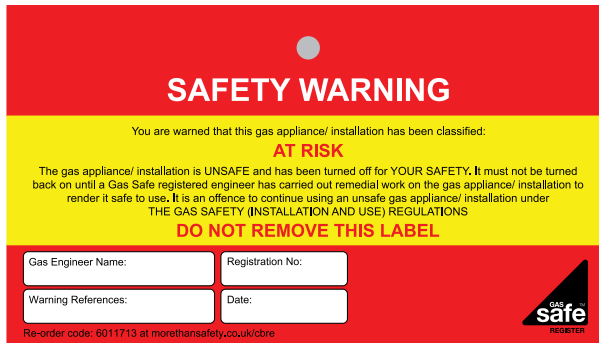 SAFETY WARNING
You are warned that this gas appliance/ installation has been classified:
AT RISK
The gas appliance/ installation is UNSAFE and has been turned off for YOUR SAFETY. It must not be turned
back on until a Gas Safe registered engineer has carried out remedial work on the gas appliance/ installation to
render it safe to use. It is an offence to continue using an unsafe gas appliance/ installation under
THE GAS SAFETY (INSTALLATION AND USE) REGULATIONS
DO NOT REMOVE THIS LABEL
Gas Engineer Name:
Registration No:
Warning References:
Date:
GAS
safe™
REGISTER
Re-order code: 6011713 at morethansafety.co.uk/cbre